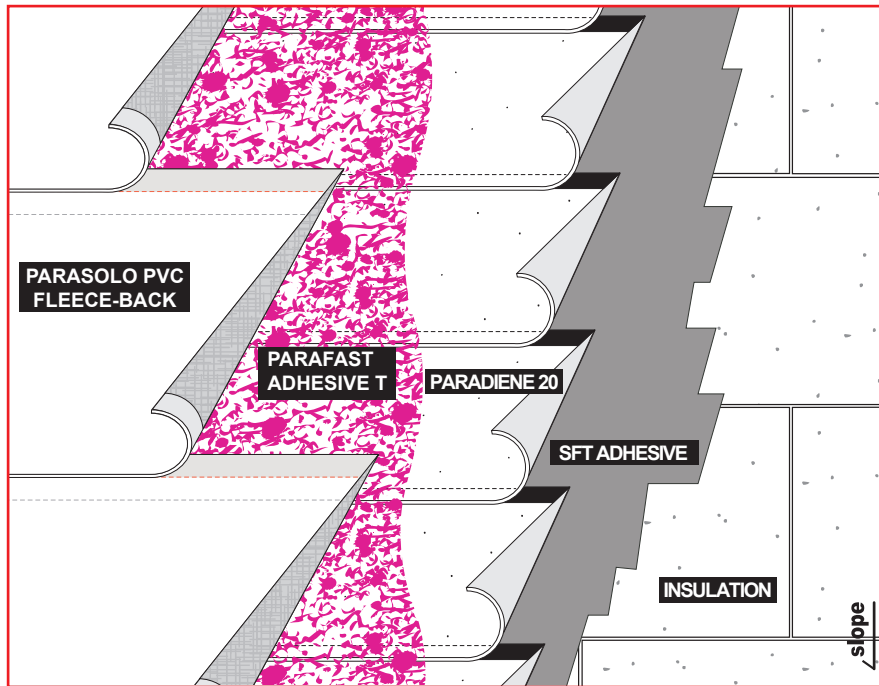 PARASOLO PVC
FLEECE-BACK
PARAFAST
ADHESIVE T
PARADIENE 20
SFT ADHESIVE
INSULATION
slope